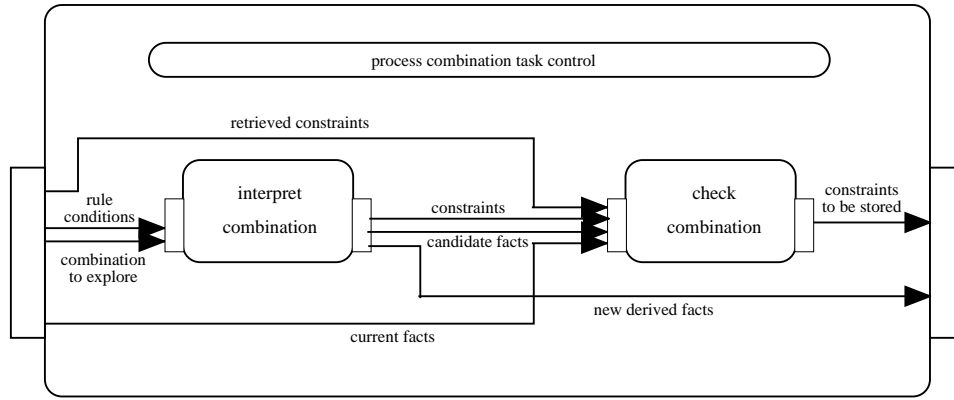 process combination task control
retrieved constraints
rule
conditions
combination
to explore
interpret
combination
constraints
candidate facts
check
combination
constraints
to be stored
new derived facts
current facts